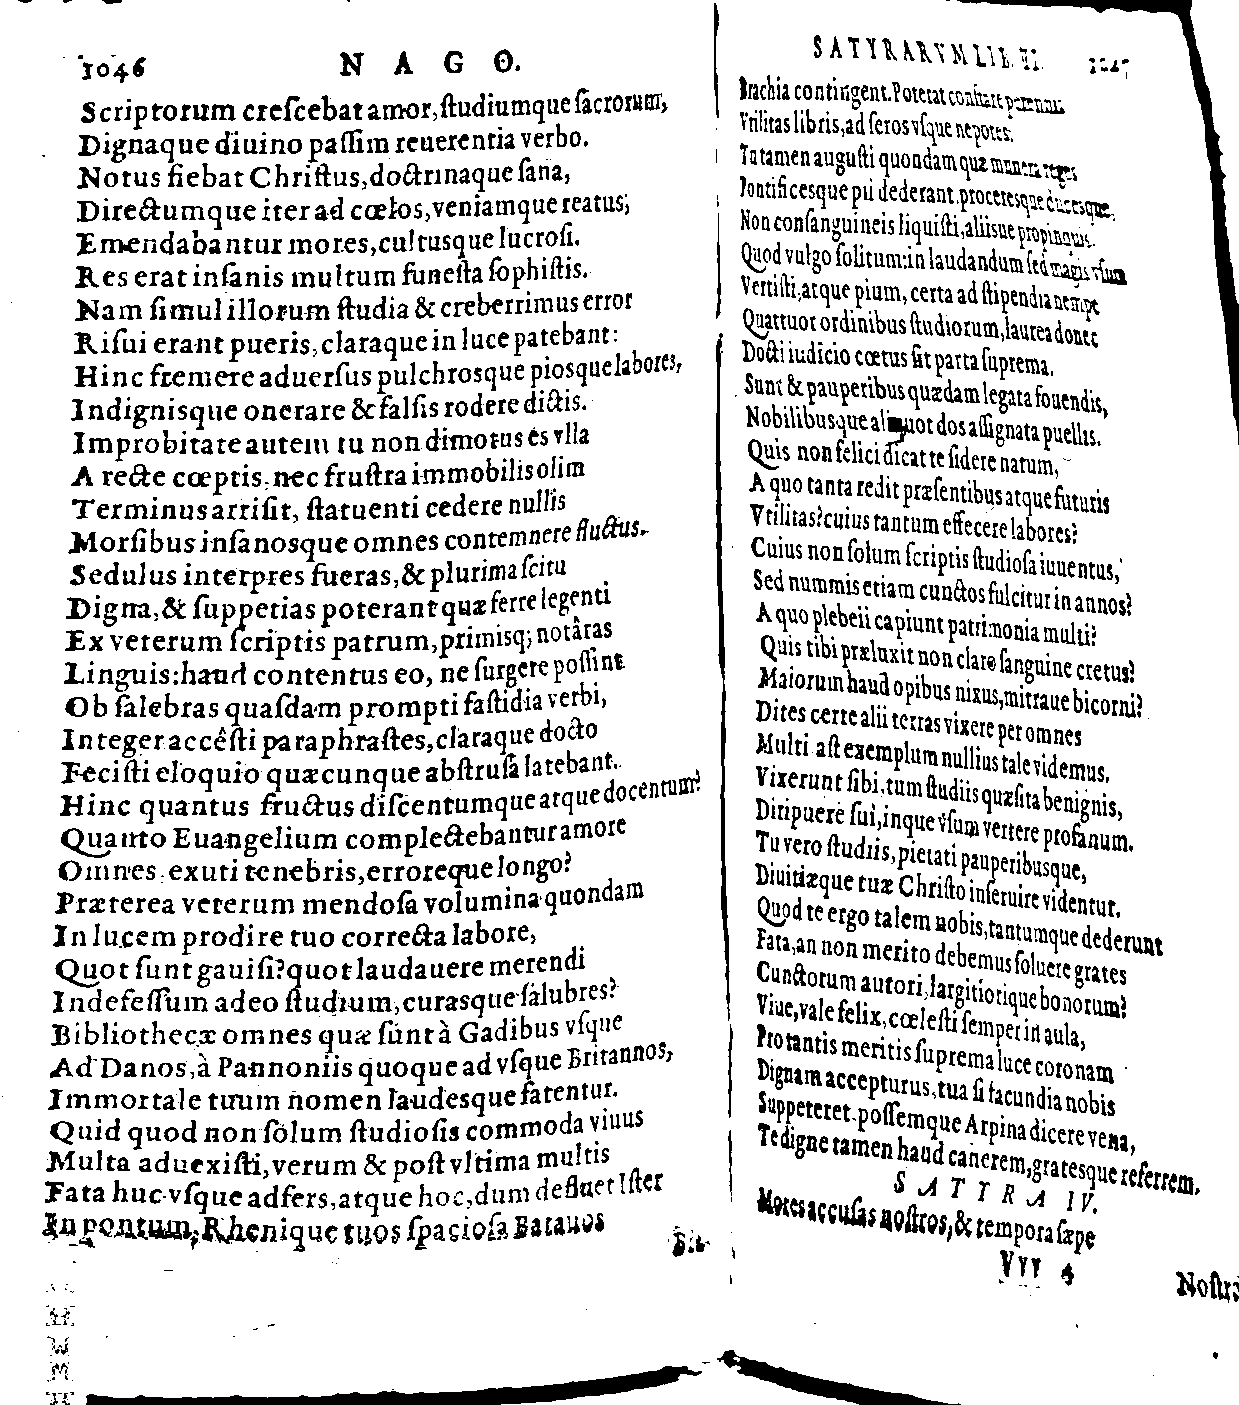 1046 N A G O.
Scriptorum creſcebat amor, ſtudiumque ſacrorum,
Dignaque diuino paſſim reuerentia verbo.
Notus fiebat Chriſtus, doctrinaque ſana,
Directumque iter ad cœlos, veniamque reatus;
Emendabantur mores, cultusque lucroſi.
Res erat inſanis multum funeſta ſophiſtis.
Nam ſimul illorum ſtudia & creberrimus error
Riſui erant pueris, claraque in luce patebant:
Hinc fremere aduerſus pulchrosque piosque labores,
Indignisque onerare & falſis rodere dictis.
Improbitate autem tu non dimotus es vlla
A recte cœptis, nec fruſtra immobilis olim
Terminus arriſit, ſtatuenti cedere nullis
Morſibus inſanosque omnes contemnere fluctus.
Sedulus interpres fueras, & plurima ſcitu
Digna, & ſuppetias poterant quæ ferre legenti
Ex veterum ſcriptis patrum, primisq; notâras
Linguis: haud contentus eo, ne ſurgere poſſint
Ob ſalebras quaſdam prompti faſtidia verbi,
Integer accêſti paraphraſtes, claraque docto
Feciſti eloquio quæcunque abſtruſa latebant.
Hinc quantus fructus diſcentumque atque docentum?
Quanto Euangelium complectebantur amore
Omnes, exuti tenebris, erroreque longo?
Præterea veterum mendoſa volumina quondam
In lucem prodire tuo correcta labore,
Quot ſunt gauiſi? quot laudauere merendi
Indefeſſum adeo ſtudium, curasque ſalubres?
Bibliothecæ omnes quæ ſunt à Gadibus vſque
Ad Danos, à Pannoniis quoque ad vſque Britannos,
Immortale tuum nomen laudesque fatentur.
Quid quod non ſolum ſtudioſis commoda viuus
Multa aduexiſti, verum & poſt vltima multis
Fata huc vſque adfers, atque hoc, dum defluet Iſter
In pontum, Rhenique tuos ſpacioſa Batauos
SATYRARVM LIB. II. 1047
Brachia contingent. Poterat conſtare perennis
Vtilitas libris, ad ſeros vſque nepotes.
Tu tamen auguſti quondam quæ munera reges
Pontificesque pii dederant, proceresque ducesque,
Non conſanguineis liquiſti, aliisue propinquis.
Quod vulgo ſolitum: in laudandum ſed magis vſum
Vertiſti, atque pium, certa ad ſtipendia nempe
Quattuor ordinibus ſtudiorum, laurea donec
Docti iudicio cœtus ſit parta ſuprema.
Sunt & pauperibus quædam legata fouendis,
Nobilibusque aliquot dos aſſignata puellis.
Quis non felici dicat te ſidere natum,
A quo tanta redit præſentibus atque futuris
Vtilitas? cuius tantum effecere labores?
Cuius non ſolum ſcriptis ſtudioſa iuuentus,
Sed nummis etiam cunctos fulcitur in annos?
A quo plebeii capiunt patrimonia multi?
Quis tibi præluxit non claro ſanguine cretus?
Maiorum haud opibus nixus, mitraue bicorni?
Dites certe alii terras vixere per omnes
Multi aſt exemplum nullius tale videmus.
Vixerunt ſibi, tum ſtudiis quæſita benignis,
Diripuere ſui, inque vſum vertere profanum.
Tu vero ſtudiis, pietati pauperibusque,
Diuitiæque tuæ Chriſto inſeruire videntur.
Quod te ergo talem nobis, tantumque dederunt
Fata, an non merito debemus ſoluere grates
Cunctorum autori, largitiorique bonorum?
Viue, vale felix, cœleſti ſemper in aula,
Pro tantis meritis ſuprema luce coronam
Dignam accepturus, tua ſi facundia nobis
Suppeteret, poſſemque Arpina dicere vena,
Te digne tamen haud canerem, gratesque referrem.
S A T Y R A IV.
Mores accuſas noſtros, & tempora ſæpe
Vvv 4